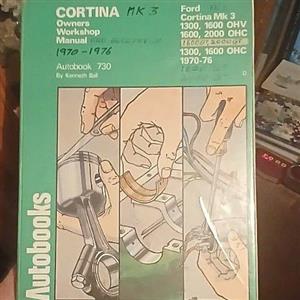 CORTINA MK 3
Owners
Workshop
Manual
1970-1976
Autobook 730
By Kenneth Ball
Ford
Cortina Mk 3
1300, 1600 OHV
1600, 2000 OHC
1300, 1600 OHC
1970-76
D
Autobooks